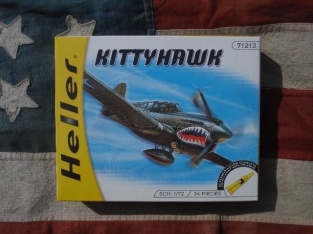 71212
KITTYHAWK
Heller
ECH: 1/72 34 PIECES